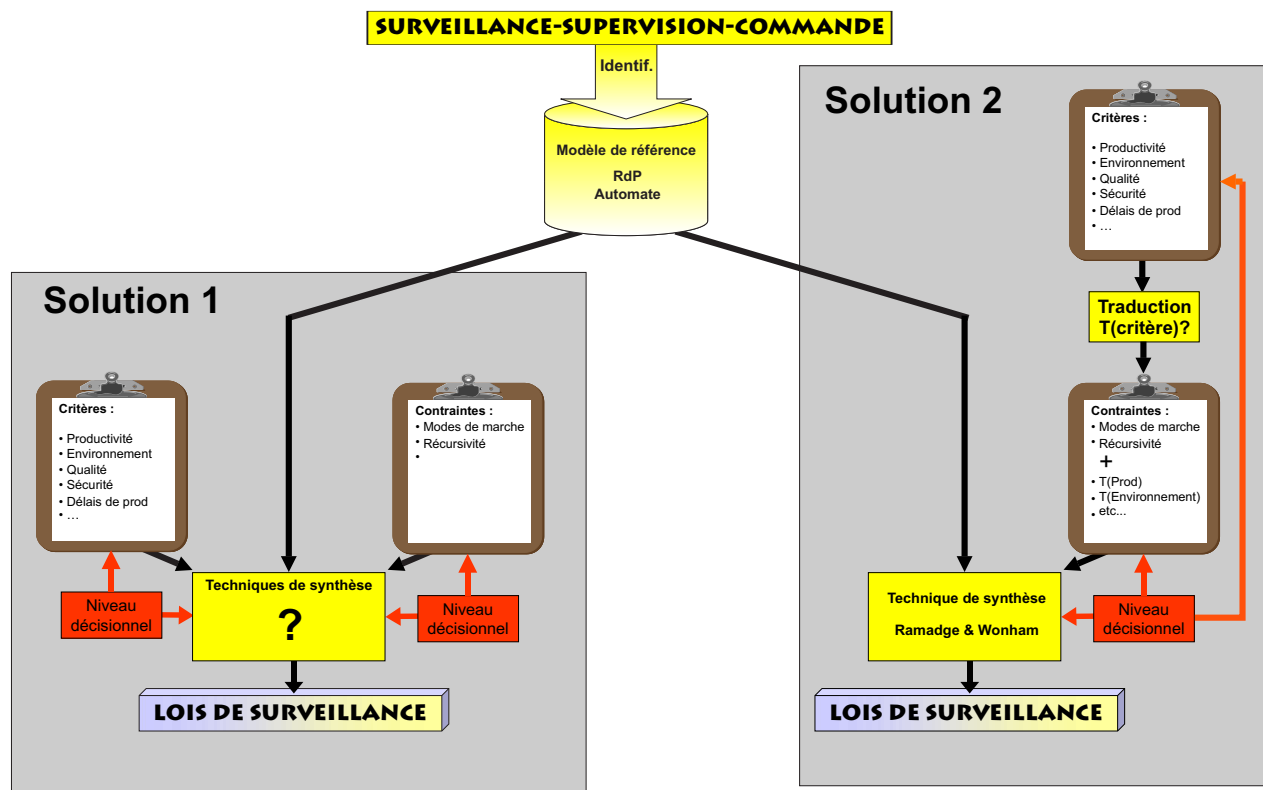 SURVEILLANCE-SUPERVISION-COMMANDE
Identif.
Modèle de référence
RdP
Automate
Solution 1
Critères :
• Productivité
• Environnement
• Qualité
• Sécurité
• Délais de prod
• ...
Contraintes :
• Modes de marche
• Récursivité
•
Niveau
décisionnel
Techniques de synthèse
?
Niveau
décisionnel
LOIS DE SURVEILLANCE
Solution 2
Critères :
• Productivité
• Environnement
• Qualité
• Sécurité
• Délais de prod
• ...
Traduction
T(critère)?
Contraintes :
• Modes de marche
• Récursivité
+
• T(Prod)
• T(Environnement)
• etc...
Technique de synthèse
Ramadge & Wonham
Niveau
décisionnel
LOIS DE SURVEILLANCE